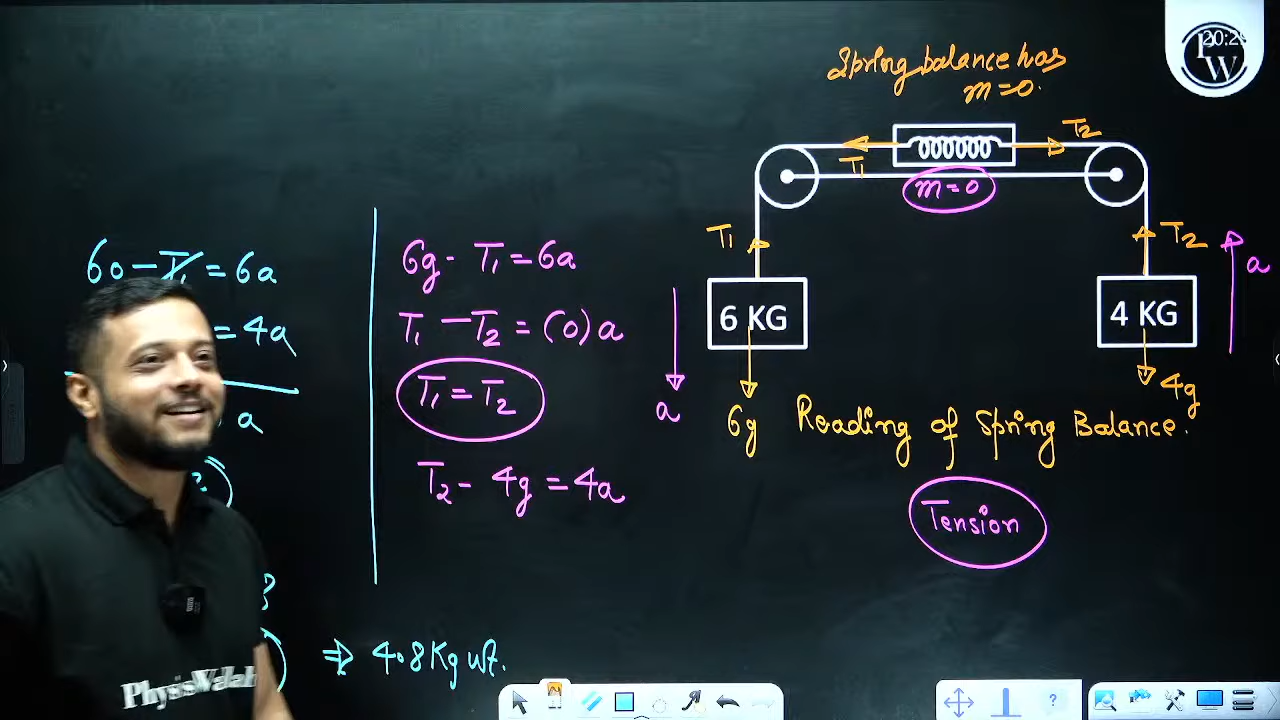 20:2
PW
Spring balance has
m=0.
T2
T1
m=0
T1
T2
a
6 KG
4 KG
a
6g
4g
Reading of Spring Balance.
Tension
6g - T1 = 6a
T1 - T2 = (0) a
T1 = T2
T2 - 4g = 4a
60 - T1 = 6a
= 4a
a
⇒ 4.8 Kg wt.
PhysicsWallah